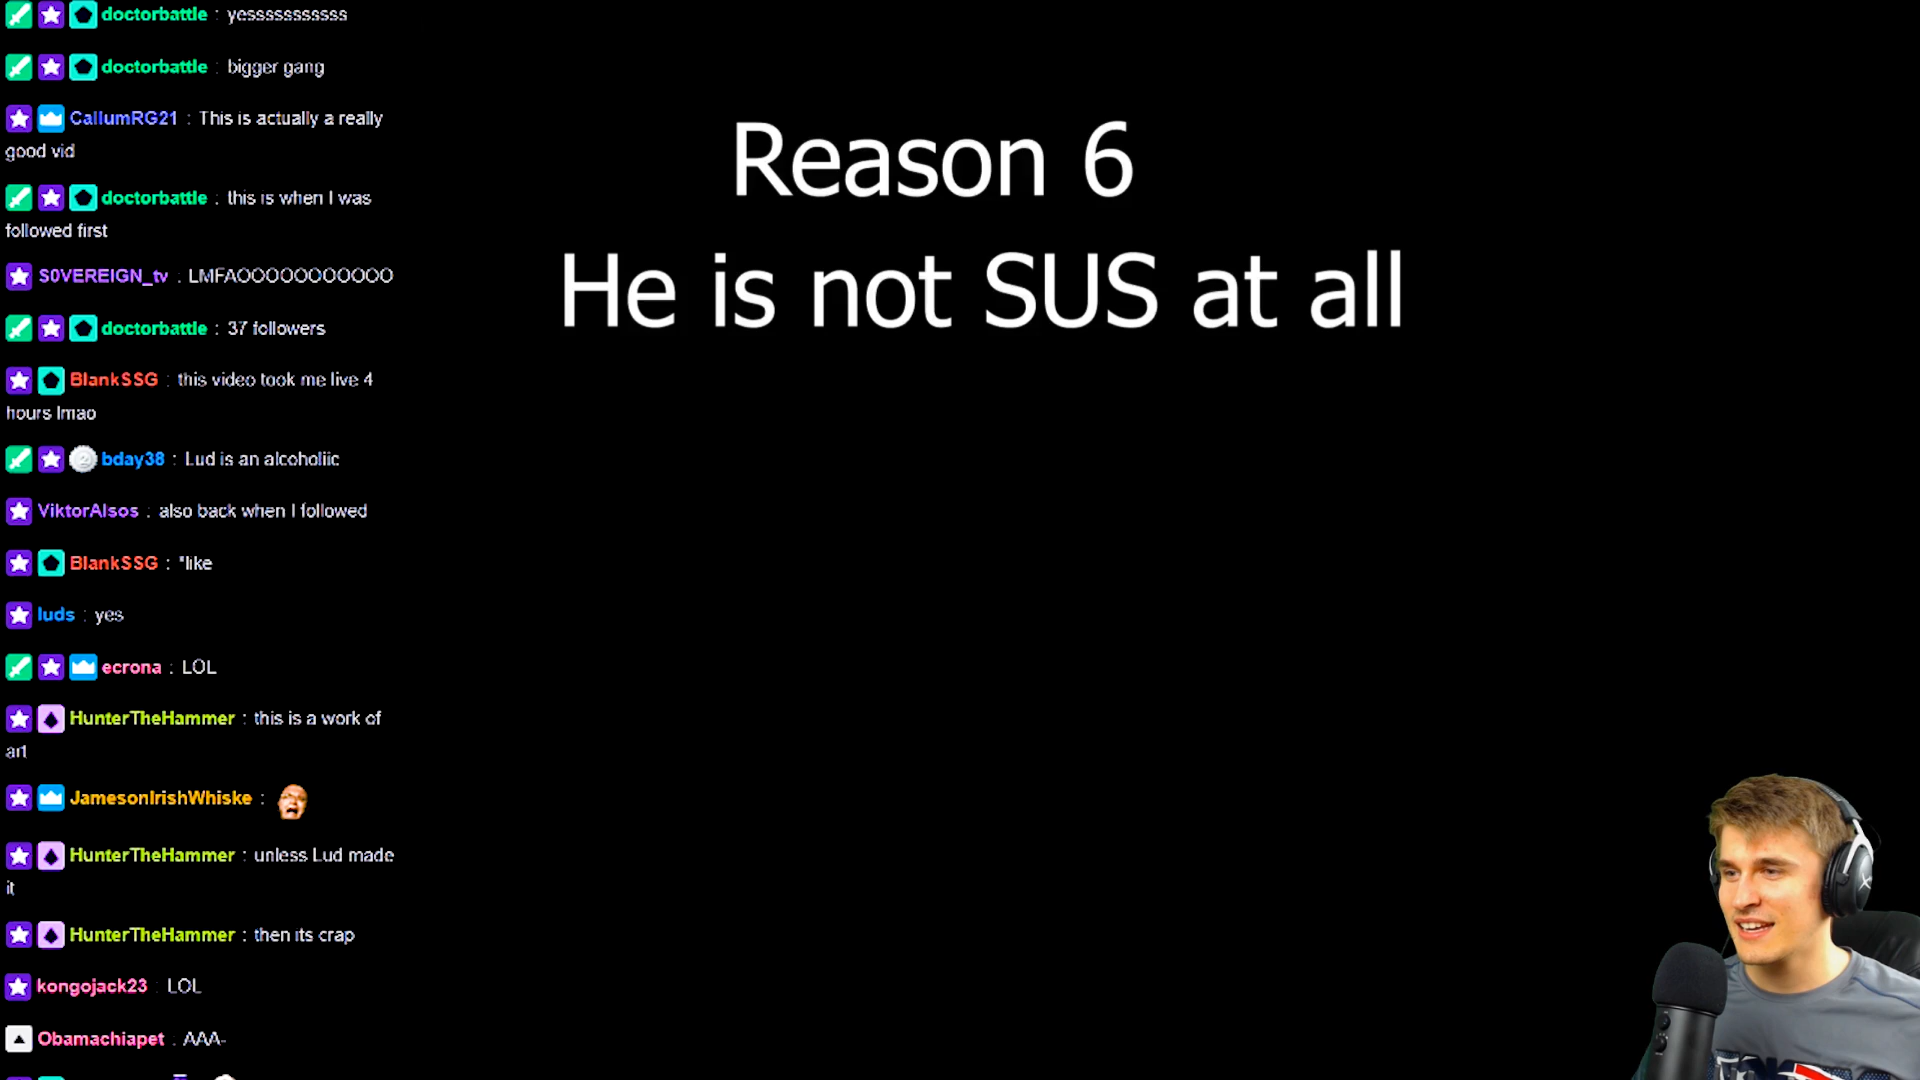 doctorbattle : yesssssssssss
doctorbattle : bigger gang
CallumRG21 : This is actually a really
good vid
doctorbattle : this is when I was
followed first
S0VEREIGN_tv : LMFAOOOOOOOOOOO
doctorbattle : 37 followers
BlankSSG : this video took me live 4
hours lmao
bday38 : Lud is an alcoholiic
ViktorAlsos : also back when I followed
BlankSSG : *like
luds : yes
ecrona : LOL
HunterTheHammer : this is a work of
art
JamesonIrishWhiske :
HunterTheHammer : unless Lud made
it
HunterTheHammer : then its crap
kongojack23 : LOL
Obamachiapet : AAA-
Reason 6
He is not SUS at all